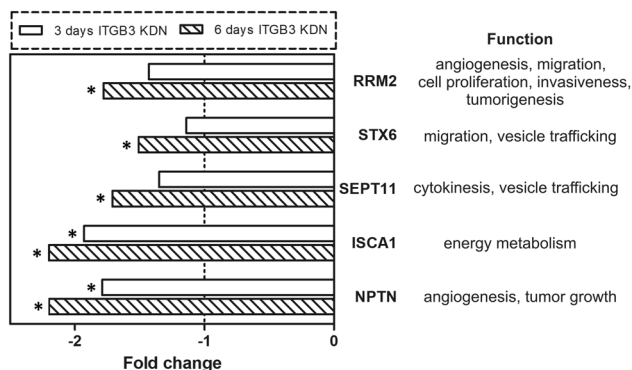 3 days ITGB3 KDN 6 days ITGB3 KDN
Function
RRM2 angiogenesis, migration,
cell proliferation, invasiveness,
tumorigenesis
*
STX6 migration, vesicle trafficking
*
SEPT11 cytokinesis, vesicle trafficking
*
ISCA1 energy metabolism
*
*
NPTN angiogenesis, tumor growth
*
*
-2 -1 0
Fold change